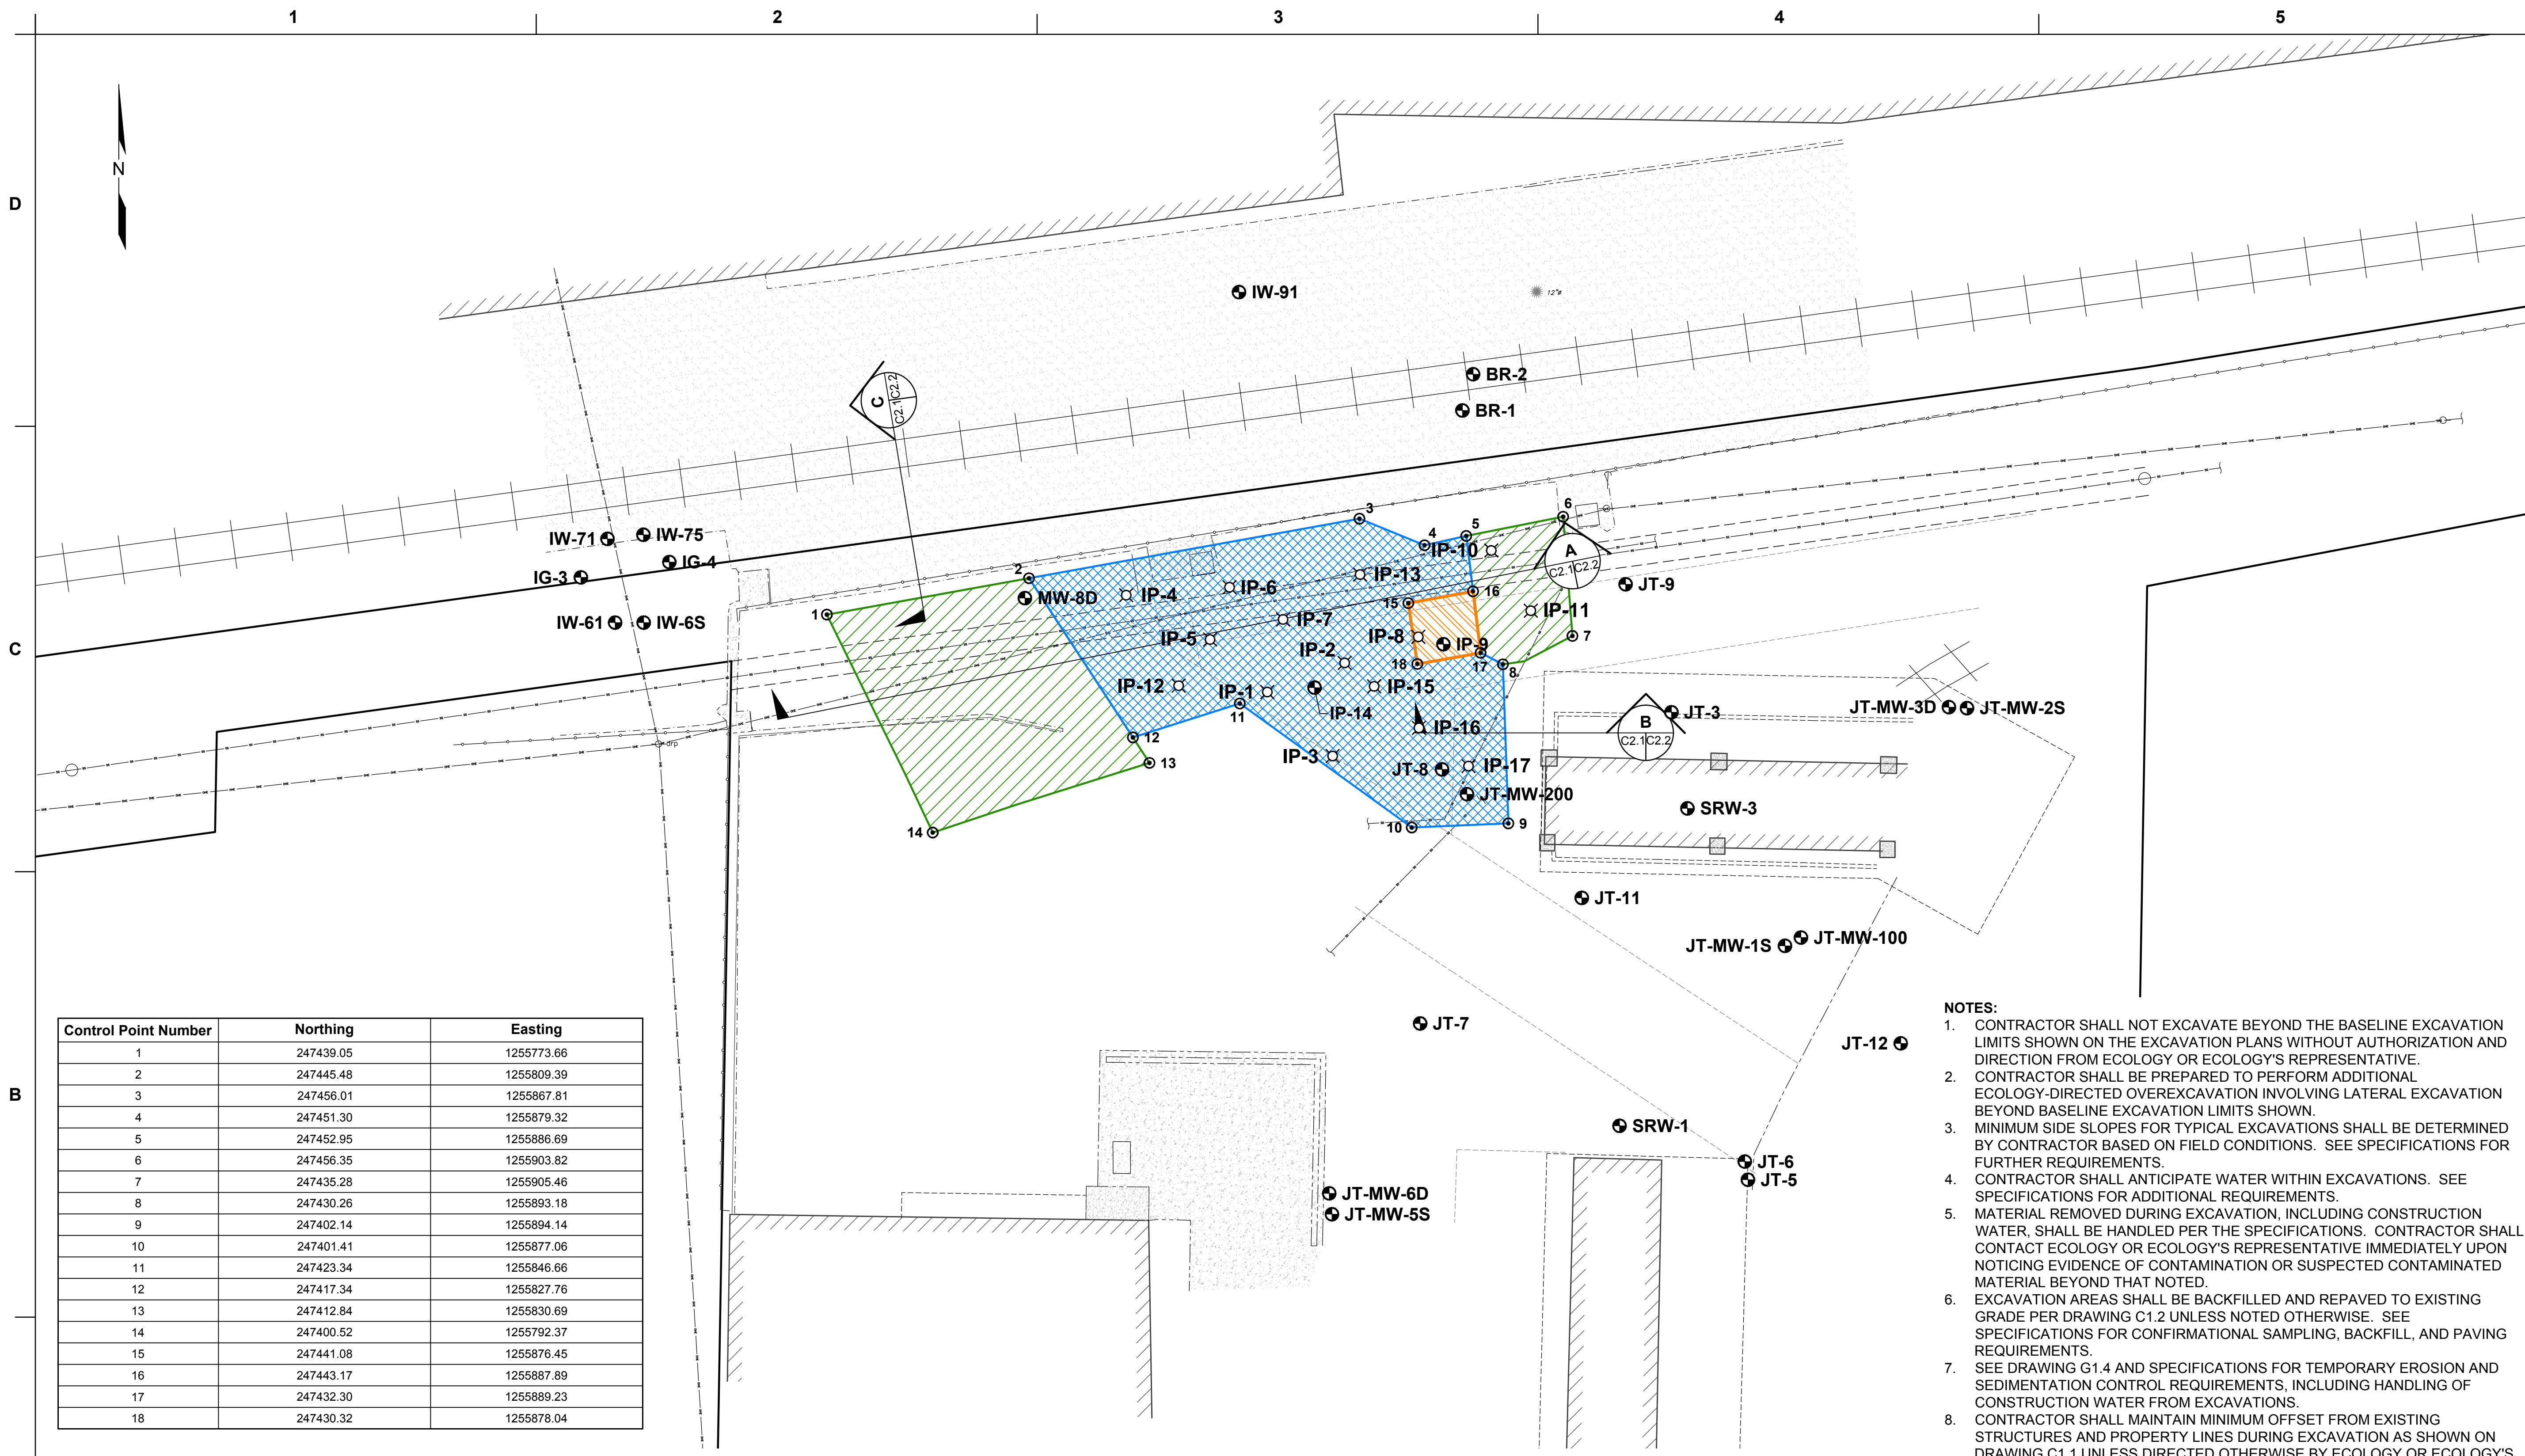 1 2 3 4 5
D
N
IW-91
12"ø
BR-2
BR-1
C
C2.1 C2.2
C
IW-71
IW-75
IG-4
IG-3
IW-61
IW-6S
1
2
3
4
5
6
MW-8D
IP-4
IP-6
IP-13
IP-10
A
C2.1 C2.2
JT-9
IP-7
IP-5
IP-2
IP-8
IP-9
IP-11
15
16
7
17
18
8
IP-12
IP-1
IP-15
11
IP-14
IP-16
B
C2.1 C2.2
JT-3
JT-MW-3D
JT-MW-2S
drp
12
13
14
IP-3
JT-8
IP-17
JT-MW-200
10
9
SRW-3
JT-11
JT-MW-1S
JT-MW-100
JT-7
JT-12
B
SRW-1
JT-6
JT-5
JT-MW-6D
JT-MW-5S
Control Point Number Northing Easting
1 247439.05 1255773.66
2 247445.48 1255809.39
3 247456.01 1255867.81
4 247451.30 1255879.32
5 247452.95 1255886.69
6 247456.35 1255903.82
7 247435.28 1255905.46
8 247430.26 1255893.18
9 247402.14 1255894.14
10 247401.41 1255877.06
11 247423.34 1255846.66
12 247417.34 1255827.76
13 247412.84 1255830.69
14 247400.52 1255792.37
15 247441.08 1255876.45
16 247443.17 1255887.89
17 247432.30 1255889.23
18 247430.32 1255878.04
NOTES:
1. CONTRACTOR SHALL NOT EXCAVATE BEYOND THE BASELINE EXCAVATION
LIMITS SHOWN ON THE EXCAVATION PLANS WITHOUT AUTHORIZATION AND
DIRECTION FROM ECOLOGY OR ECOLOGY'S REPRESENTATIVE.
2. CONTRACTOR SHALL BE PREPARED TO PERFORM ADDITIONAL
ECOLOGY-DIRECTED OVEREXCAVATION INVOLVING LATERAL EXCAVATION
BEYOND BASELINE EXCAVATION LIMITS SHOWN.
3. MINIMUM SIDE SLOPES FOR TYPICAL EXCAVATIONS SHALL BE DETERMINED
BY CONTRACTOR BASED ON FIELD CONDITIONS. SEE SPECIFICATIONS FOR
FURTHER REQUIREMENTS.
4. CONTRACTOR SHALL ANTICIPATE WATER WITHIN EXCAVATIONS. SEE
SPECIFICATIONS FOR ADDITIONAL REQUIREMENTS.
5. MATERIAL REMOVED DURING EXCAVATION, INCLUDING CONSTRUCTION
WATER, SHALL BE HANDLED PER THE SPECIFICATIONS. CONTRACTOR SHALL
CONTACT ECOLOGY OR ECOLOGY'S REPRESENTATIVE IMMEDIATELY UPON
NOTICING EVIDENCE OF CONTAMINATION OR SUSPECTED CONTAMINATED
MATERIAL BEYOND THAT NOTED.
6. EXCAVATION AREAS SHALL BE BACKFILLED AND REPAVED TO EXISTING
GRADE PER DRAWING C1.2 UNLESS NOTED OTHERWISE. SEE
SPECIFICATIONS FOR CONFIRMATIONAL SAMPLING, BACKFILL, AND PAVING
REQUIREMENTS.
7. SEE DRAWING G1.4 AND SPECIFICATIONS FOR TEMPORARY EROSION AND
SEDIMENTATION CONTROL REQUIREMENTS, INCLUDING HANDLING OF
CONSTRUCTION WATER FROM EXCAVATIONS.
8. CONTRACTOR SHALL MAINTAIN MINIMUM OFFSET FROM EXISTING
STRUCTURES AND PROPERTY LINES DURING EXCAVATION AS SHOWN ON
DRAWING C1.1 UNLESS DIRECTED OTHERWISE BY ECOLOGY OR ECOLOGY'S